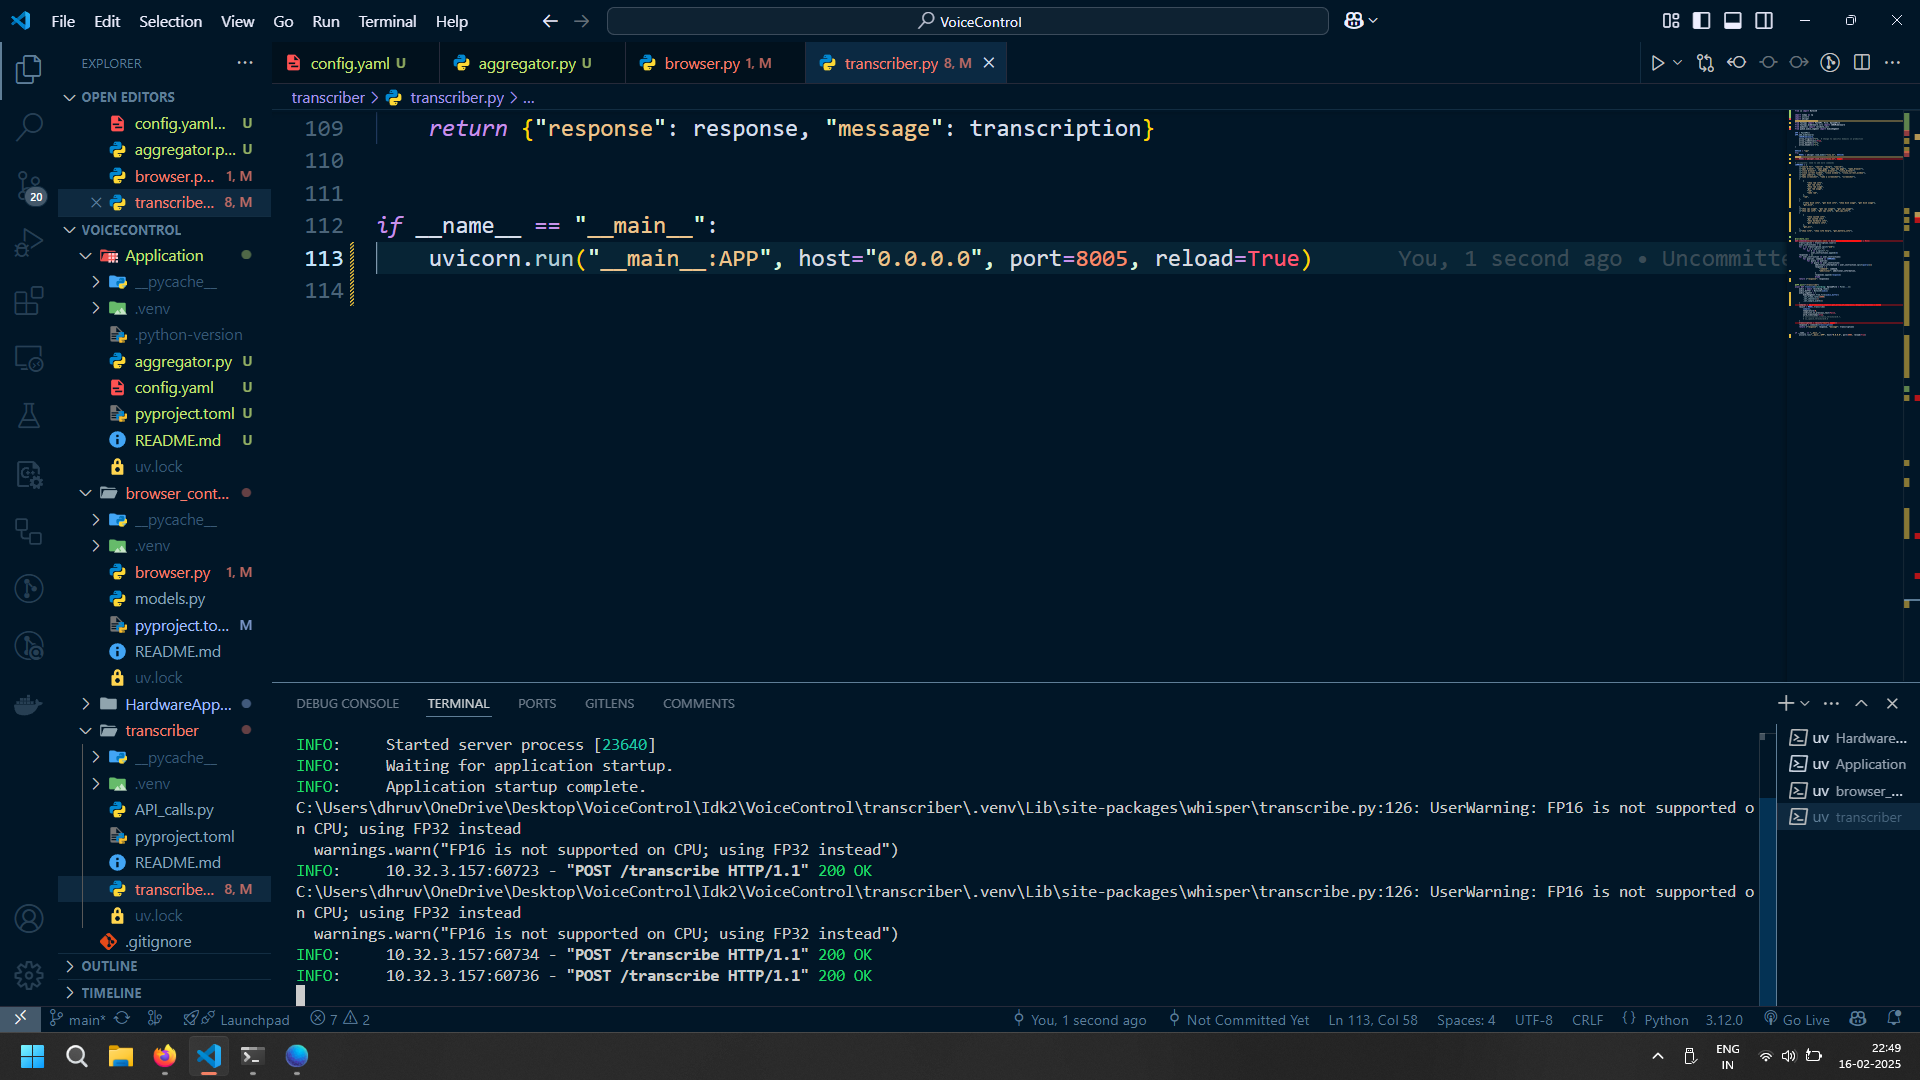 File Edit Selection View Go Run Terminal Help
VoiceControl
EXPLORER
config.yaml U
aggregator.py U
browser.py 1, M
transcriber.py 8, M
transcriber > transcriber.py > ...
OPEN EDITORS
config.yaml... U
aggregator.p... U
browser.p... 1, M
transcribe... 8, M
20
VOICECONTROL
Application
__pycache__
.venv
.python-version
aggregator.py U
config.yaml U
pyproject.toml U
README.md U
uv.lock
browser_cont...
__pycache__
.venv
browser.py 1, M
models.py
pyproject.to... M
README.md
uv.lock
HardwareApp...
transcriber
__pycache__
.venv
API_calls.py
pyproject.toml
README.md
transcribe... 8, M
uv.lock
.gitignore
OUTLINE
TIMELINE
109 return {"response": response, "message": transcription}
110
111
112 if __name__ == "__main__":
113 uvicorn.run("__main__:APP", host="0.0.0.0", port=8005, reload=True) You, 1 second ago • Uncommitte
114
DEBUG CONSOLE TERMINAL PORTS GITLENS COMMENTS
INFO: Started server process [23640]
INFO: Waiting for application startup.
INFO: Application startup complete.
C:\Users\dhruv\OneDrive\Desktop\VoiceControl\Idk2\VoiceControl\transcriber\.venv\Lib\site-packages\whisper\transcribe.py:126: UserWarning: FP16 is not supported o
n CPU; using FP32 instead
warnings.warn("FP16 is not supported on CPU; using FP32 instead")
INFO: 10.32.3.157:60723 - "POST /transcribe HTTP/1.1" 200 OK
C:\Users\dhruv\OneDrive\Desktop\VoiceControl\Idk2\VoiceControl\transcriber\.venv\Lib\site-packages\whisper\transcribe.py:126: UserWarning: FP16 is not supported o
n CPU; using FP32 instead
warnings.warn("FP16 is not supported on CPU; using FP32 instead")
INFO: 10.32.3.157:60734 - "POST /transcribe HTTP/1.1" 200 OK
INFO: 10.32.3.157:60736 - "POST /transcribe HTTP/1.1" 200 OK
uv Hardware...
uv Application
uv browser_...
uv transcriber
main* Launchpad 7 2
You, 1 second ago Not Committed Yet Ln 113, Col 58 Spaces: 4 UTF-8 CRLF {} Python 3.12.0 Go Live
ENG
IN
22:49
16-02-2025